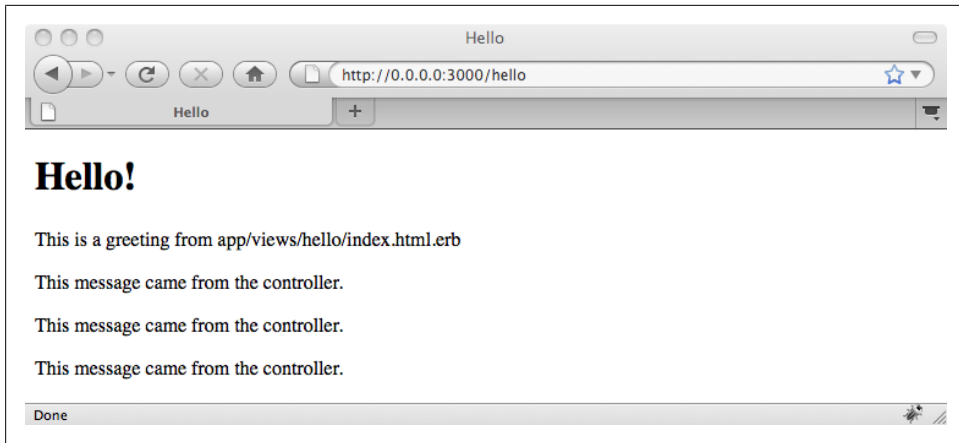 Hello
http://0.0.0.0:3000/hello
Hello
Hello!
This is a greeting from app/views/hello/index.html.erb
This message came from the controller.
This message came from the controller.
This message came from the controller.
Done